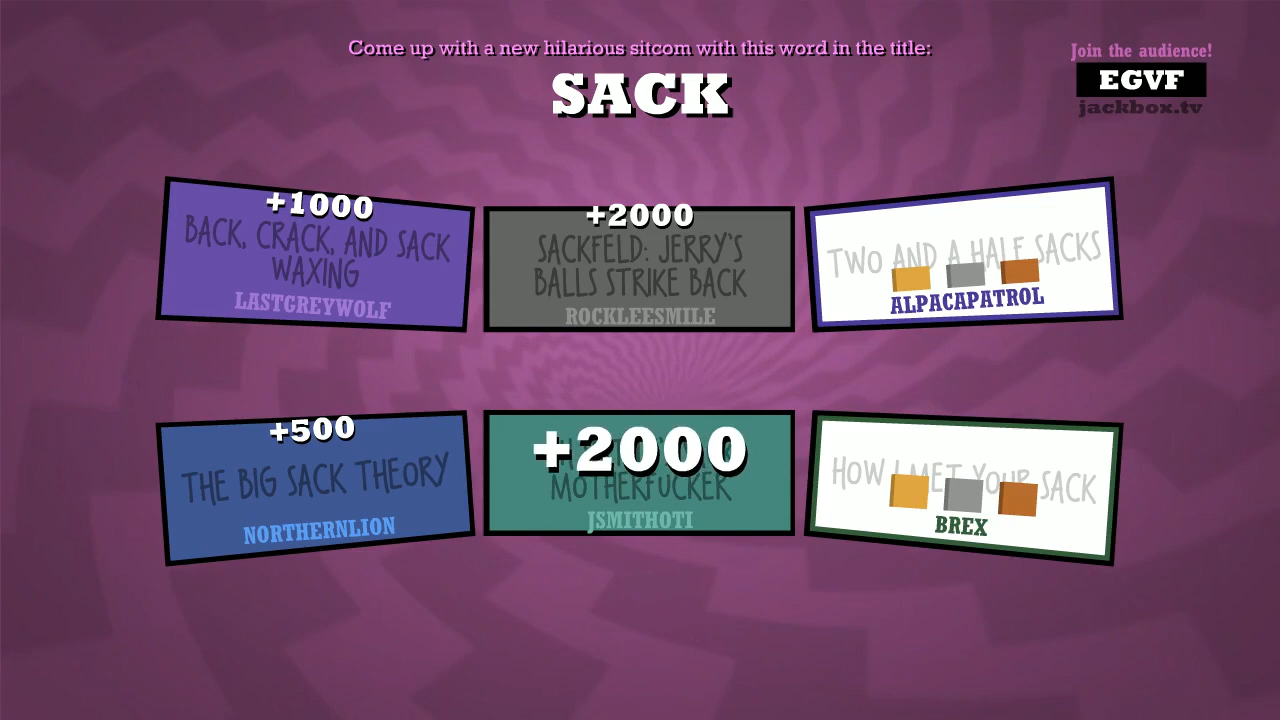 Come up with a new hilarious sitcom with this word in the title:
SACK
Join the audience!
EGVF
jackbox.tv
+1000
BACK, CRACK, AND SACK
WAXING
LASTGREYWOLF
+2000
SACKFELD: JERRY'S
BALLS STRIKE BACK
ROCKLEESMILE
TWO AND A HALF SACKS
ALPACAPATROL
+500
THE BIG SACK THEORY
NORTHERNLION
+2000
MOTHERFUCKER
JSMITHOTI
HOW I MET YOUR SACK
BREX